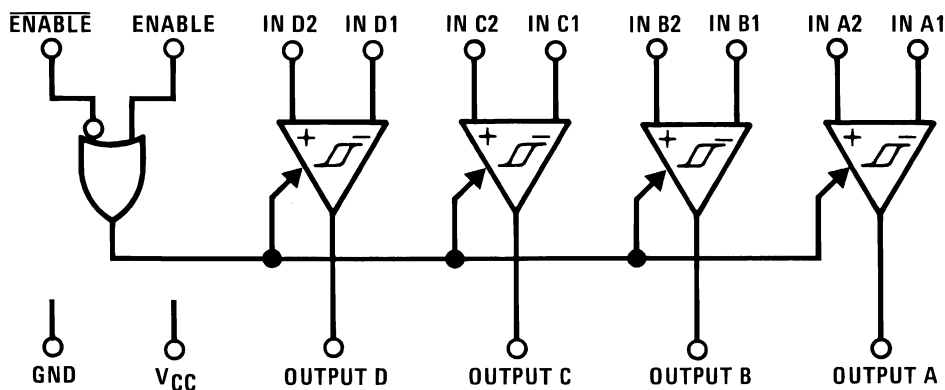 E̅N̅A̅B̅L̅E̅ ENABLE IN D2 IN D1 IN C2 IN C1 IN B2 IN B1 IN A2 IN A1
+ − + − + − + −
GND VCC OUTPUT D OUTPUT C OUTPUT B OUTPUT A